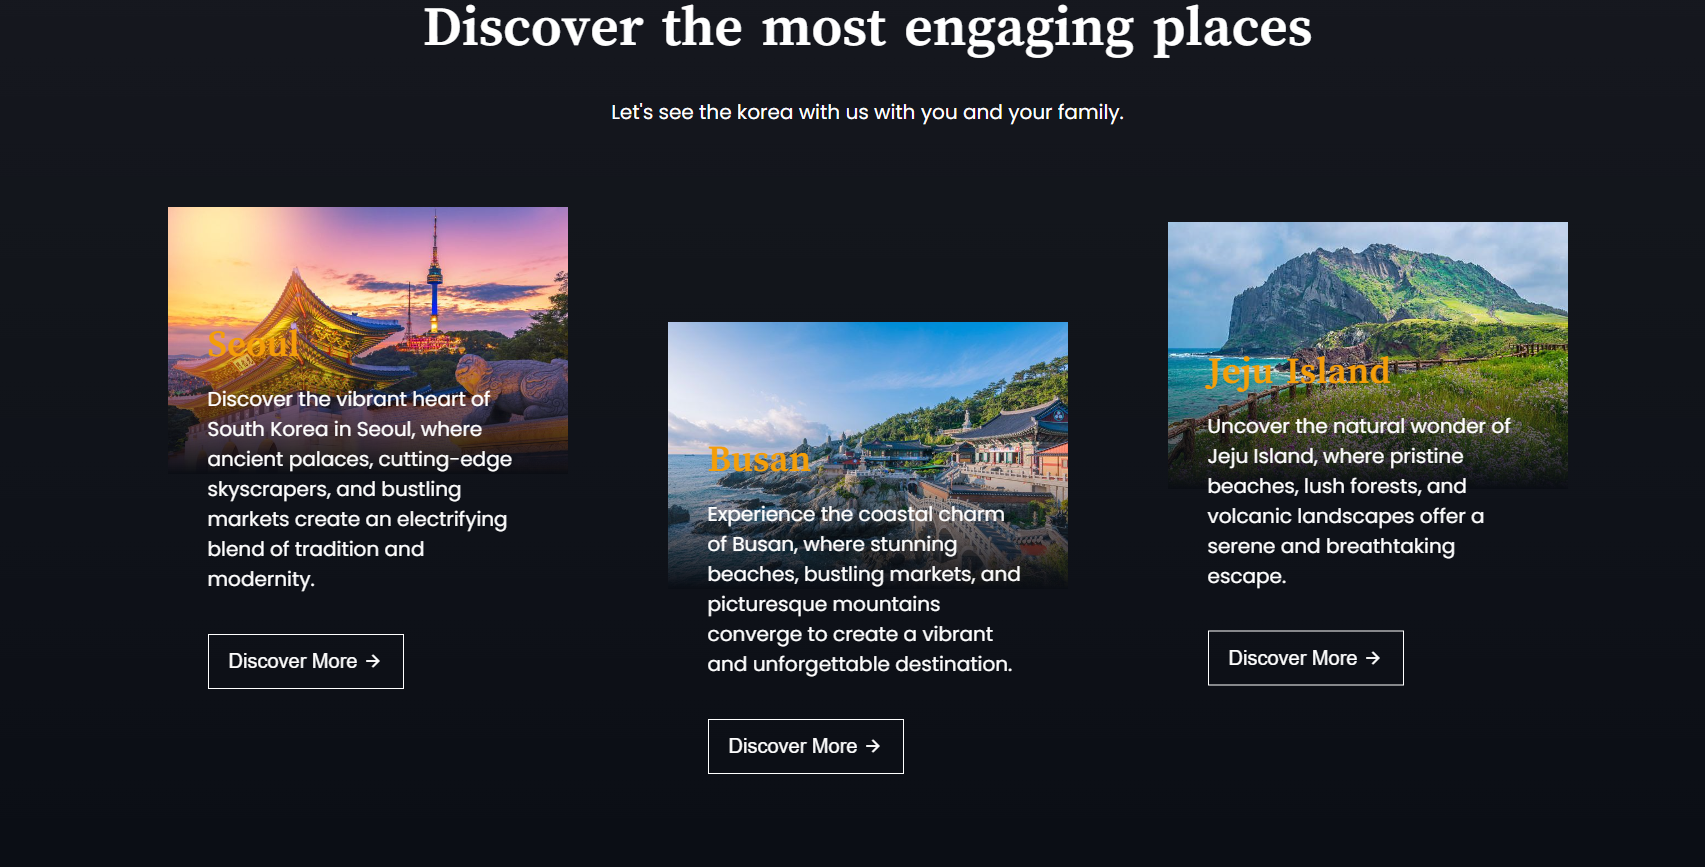 Discover the most engaging places
Let's see the korea with us with you and your family.
Seoul
Discover the vibrant heart of
South Korea in Seoul, where
ancient palaces, cutting-edge
skyscrapers, and bustling
markets create an electrifying
blend of tradition and
modernity.
Discover More →
Busan
Experience the coastal charm
of Busan, where stunning
beaches, bustling markets, and
picturesque mountains
converge to create a vibrant
and unforgettable destination.
Discover More →
Jeju Island
Uncover the natural wonder of
Jeju Island, where pristine
beaches, lush forests, and
volcanic landscapes offer a
serene and breathtaking
escape.
Discover More →